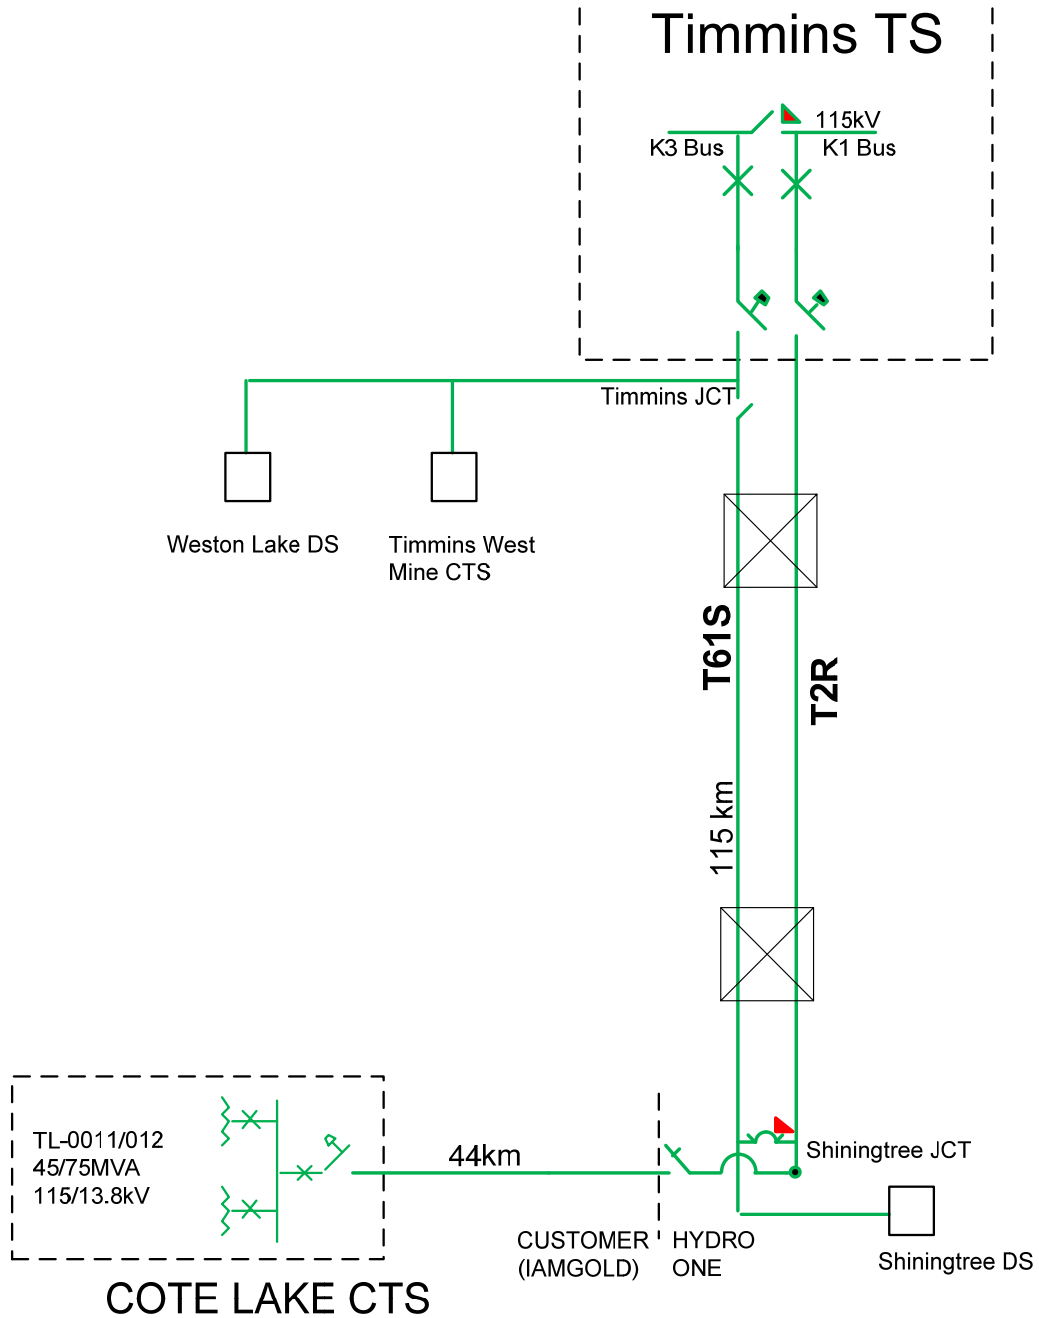 Timmins TS
115kV
K3 Bus
K1 Bus
Timmins JCT
Weston Lake DS
Timmins West
Mine CTS
T61S
T2R
115 km
TL-0011/012
45/75MVA
115/13.8kV
44km
Shiningtree JCT
CUSTOMER
(IAMGOLD)
HYDRO
ONE
Shiningtree DS
COTE LAKE CTS